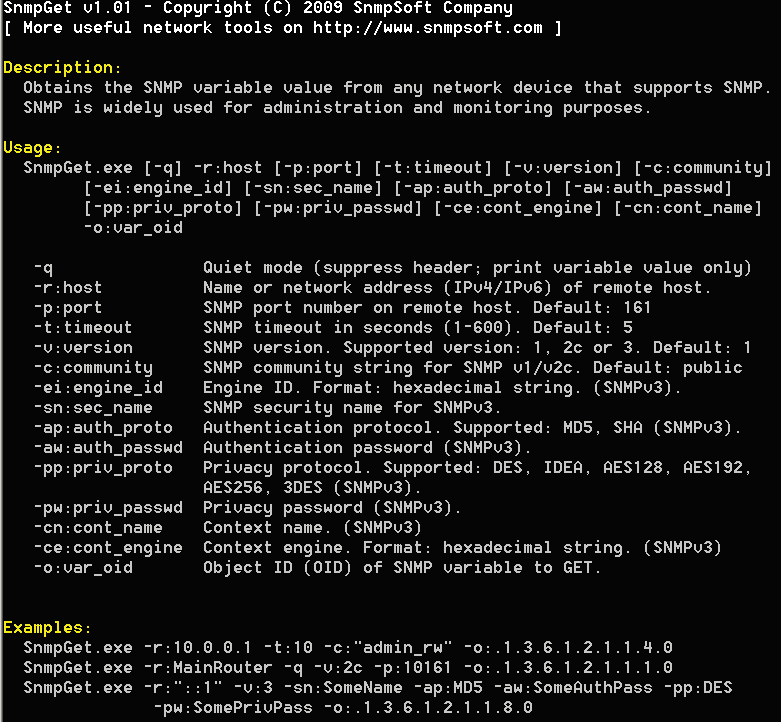 SnmpGet v1.01 - Copyright (C) 2009 SnmpSoft Company
[ More useful network tools on http://www.snmpsoft.com ]
Description:
Obtains the SNMP variable value from any network device that supports SNMP.
SNMP is widely used for administration and monitoring purposes.
Usage:
SnmpGet.exe [-q] -r:host [-p:port] [-t:timeout] [-v:version] [-c:community]
[-ei:engine_id] [-sn:sec_name] [-ap:auth_proto] [-aw:auth_passwd]
[-pp:priv_proto] [-pw:priv_passwd] [-ce:cont_engine] [-cn:cont_name]
-o:var_oid
-q Quiet mode (suppress header; print variable value only)
-r:host Name or network address (IPv4/IPv6) of remote host.
-p:port SNMP port number on remote host. Default: 161
-t:timeout SNMP timeout in seconds (1-600). Default: 5
-v:version SNMP version. Supported version: 1, 2c or 3. Default: 1
-c:community SNMP community string for SNMP v1/v2c. Default: public
-ei:engine_id Engine ID. Format: hexadecimal string. (SNMPv3).
-sn:sec_name SNMP security name for SNMPv3.
-ap:auth_proto Authentication protocol. Supported: MD5, SHA (SNMPv3).
-aw:auth_passwd Authentication password (SNMPv3).
-pp:priv_proto Privacy protocol. Supported: DES, IDEA, AES128, AES192,
AES256, 3DES (SNMPv3).
-pw:priv_passwd Privacy password (SNMPv3).
-cn:cont_name Context name. (SNMPv3)
-ce:cont_engine Context engine. Format: hexadecimal string. (SNMPv3)
-o:var_oid Object ID (OID) of SNMP variable to GET.
Examples:
SnmpGet.exe -r:10.0.0.1 -t:10 -c:"admin_rw" -o:.1.3.6.1.2.1.1.4.0
SnmpGet.exe -r:MainRouter -q -v:2c -p:10161 -o:.1.3.6.1.2.1.1.1.0
SnmpGet.exe -r:"::1" -v:3 -sn:SomeName -ap:MD5 -aw:SomeAuthPass -pp:DES
-pw:SomePrivPass -o:.1.3.6.1.2.1.1.8.0